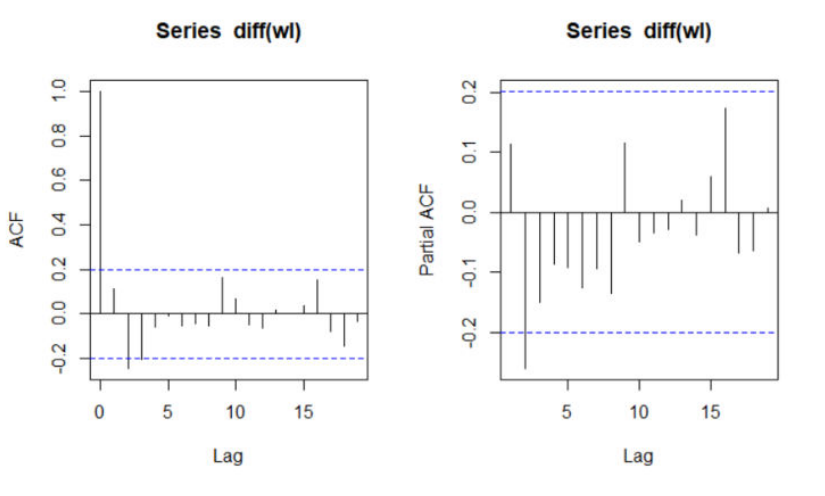 Series diff(wl)
ACF
1.0
0.8
0.6
0.4
0.2
0.0
-0.2
0 5 10 15
Lag
Series diff(wl)
Partial ACF
0.2
0.1
0.0
-0.1
-0.2
5 10 15
Lag